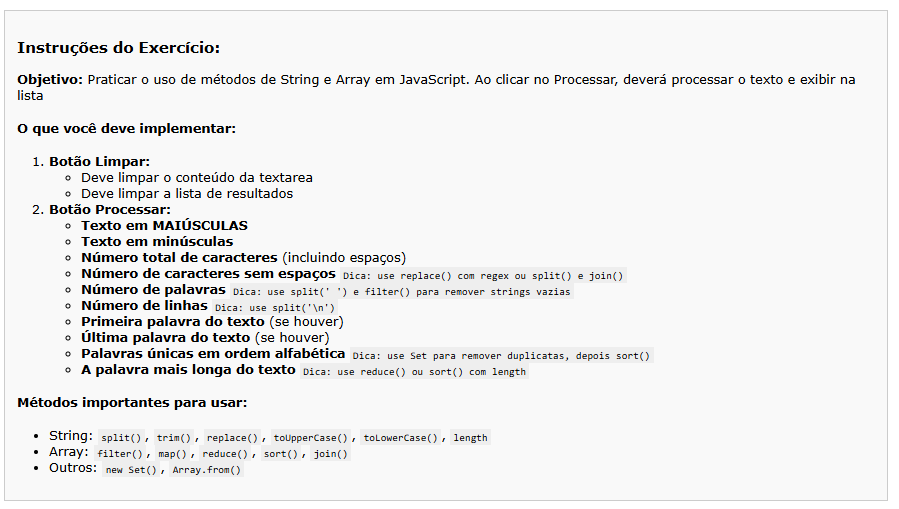 Instruções do Exercício:
Objetivo: Praticar o uso de métodos de String e Array em JavaScript. Ao clicar no Processar, deverá processar o texto e exibir na
lista
O que você deve implementar:
1. Botão Limpar:
Deve limpar o conteúdo da textarea
Deve limpar a lista de resultados
2. Botão Processar:
Texto em MAIÚSCULAS
Texto em minúsculas
Número total de caracteres (incluindo espaços)
Número de caracteres sem espaços Dica: use replace() com regex ou split() e join()
Número de palavras Dica: use split(' ') e filter() para remover strings vazias
Número de linhas Dica: use split('\n')
Primeira palavra do texto (se houver)
Última palavra do texto (se houver)
Palavras únicas em ordem alfabética Dica: use Set para remover duplicatas, depois sort()
A palavra mais longa do texto Dica: use reduce() ou sort() com length
Métodos importantes para usar:
String: split(), trim(), replace(), toUpperCase(), toLowerCase(), length
Array: filter(), map(), reduce(), sort(), join()
Outros: new Set(), Array.from()